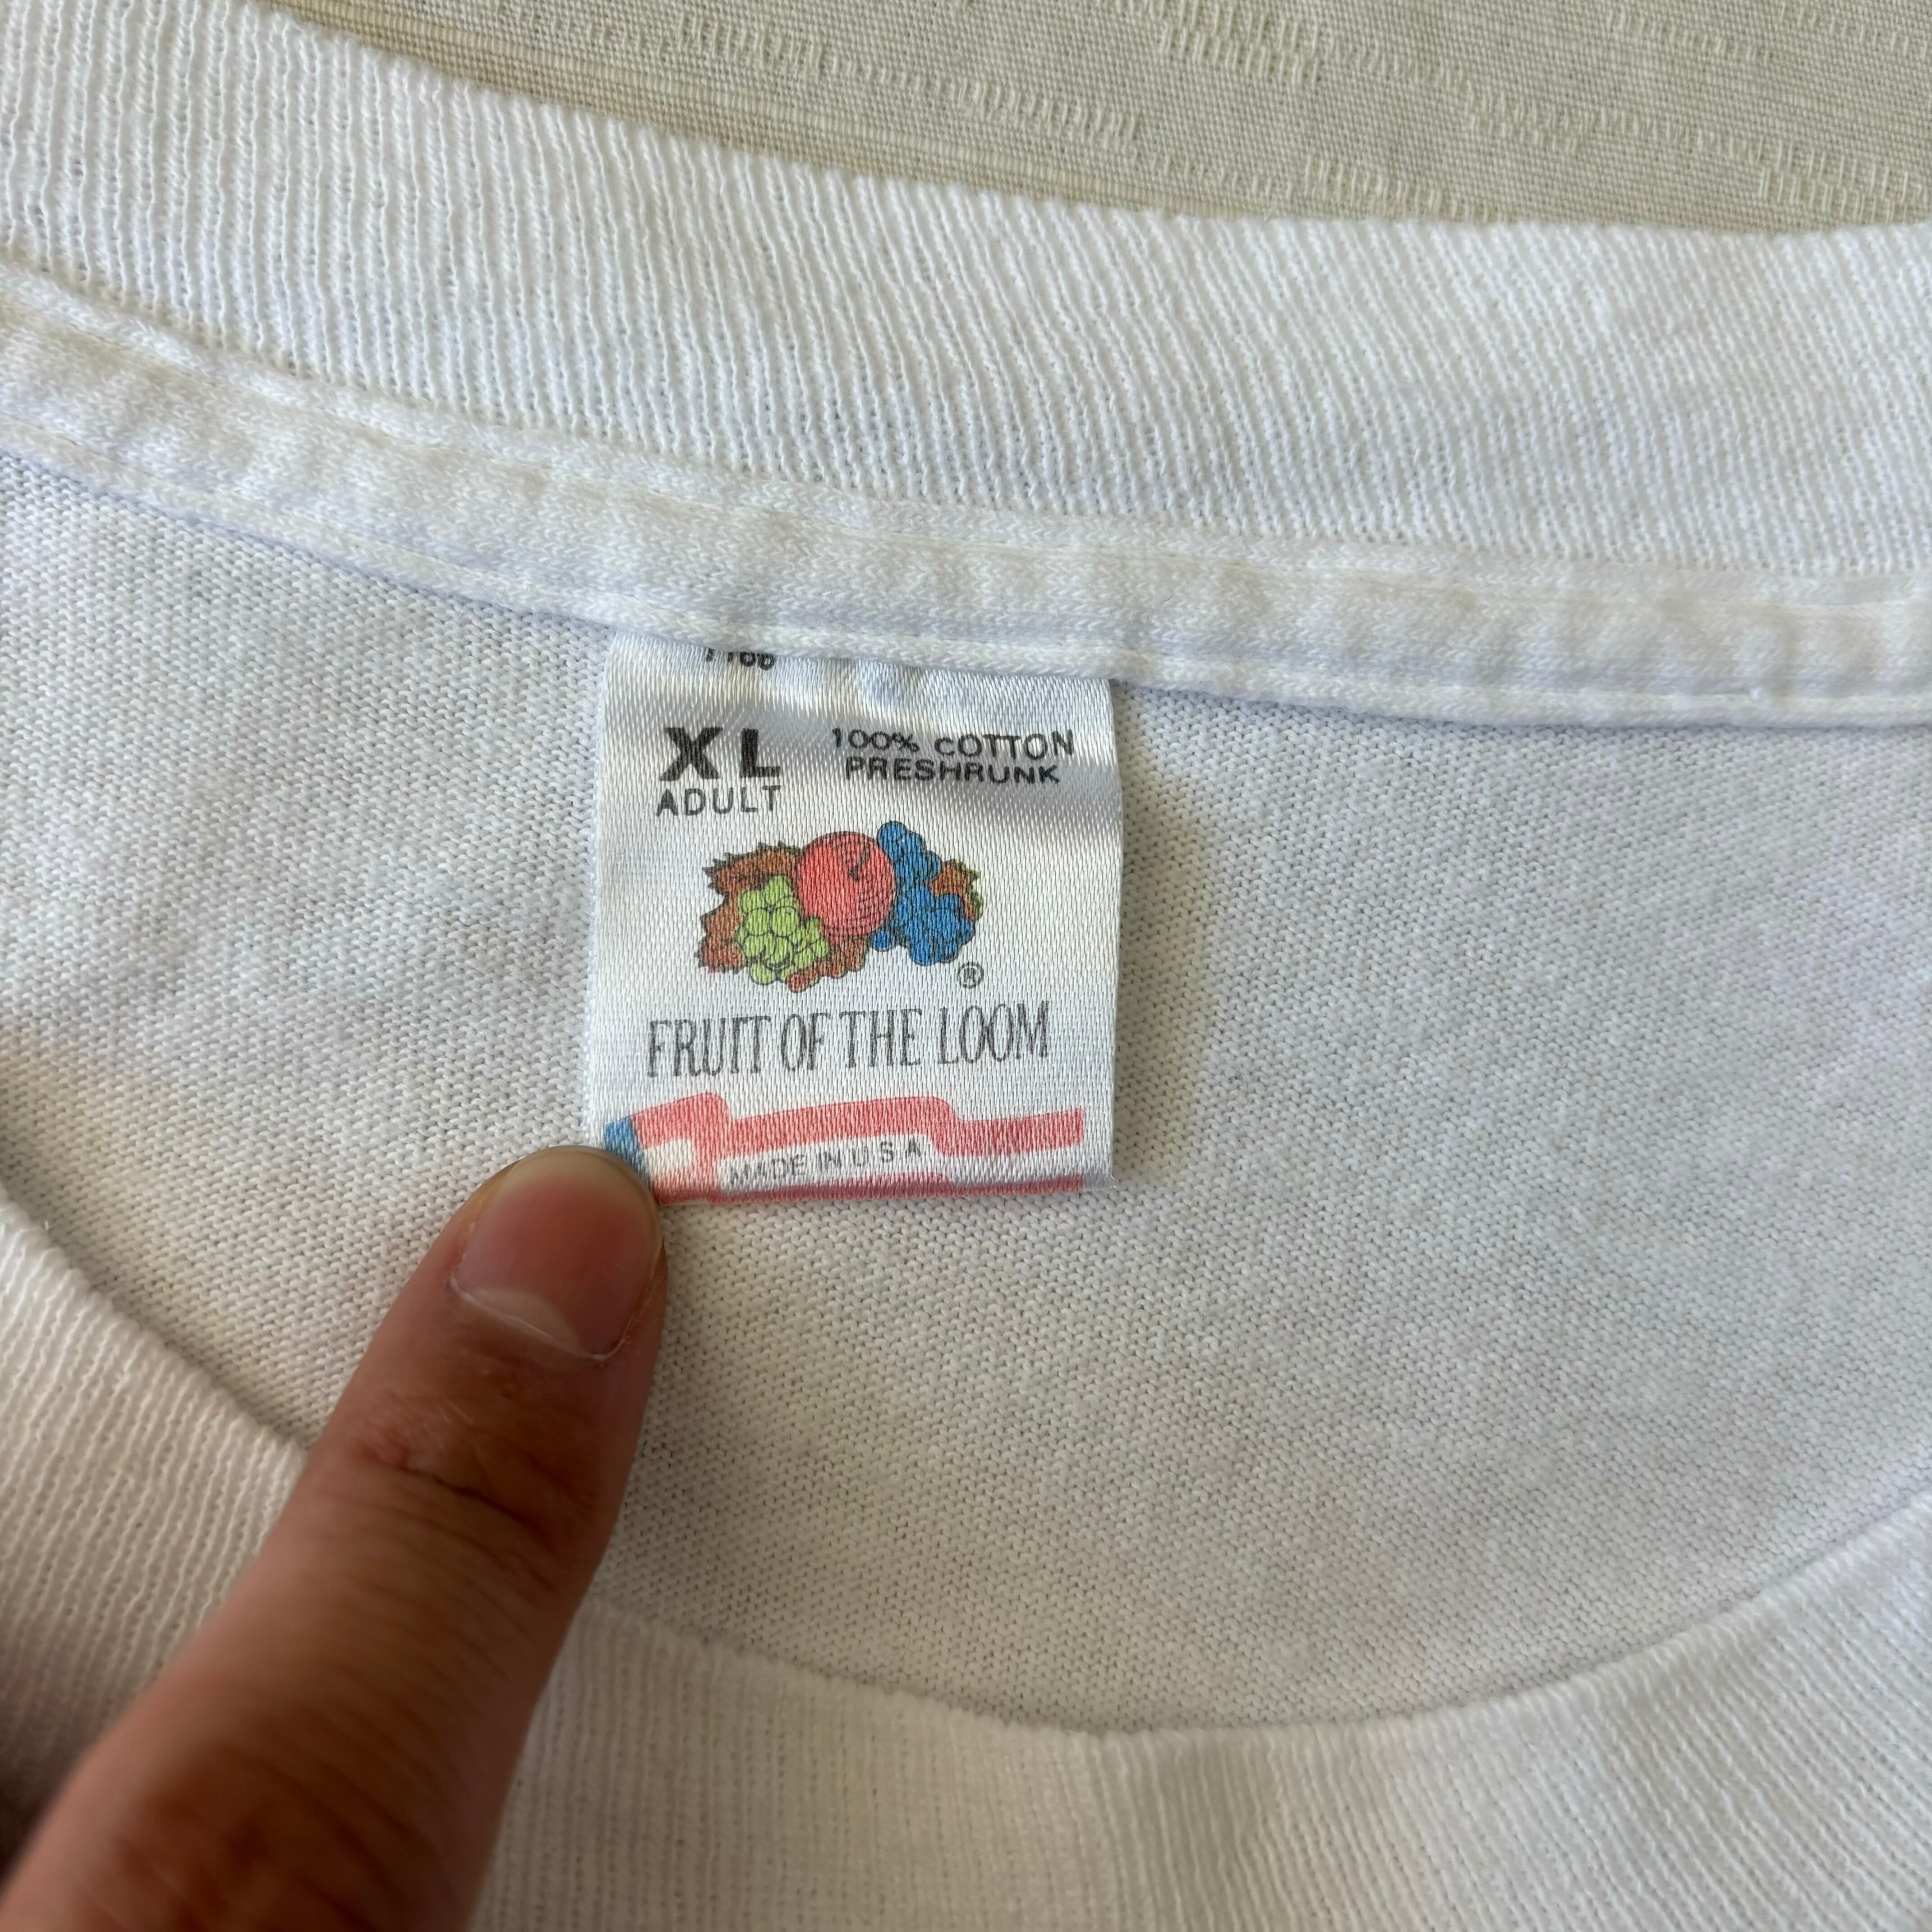 XL
ADULT
100% COTTON
PRESHRUNK
®
FRUIT OF THE LOOM
MADE IN U.S.A.